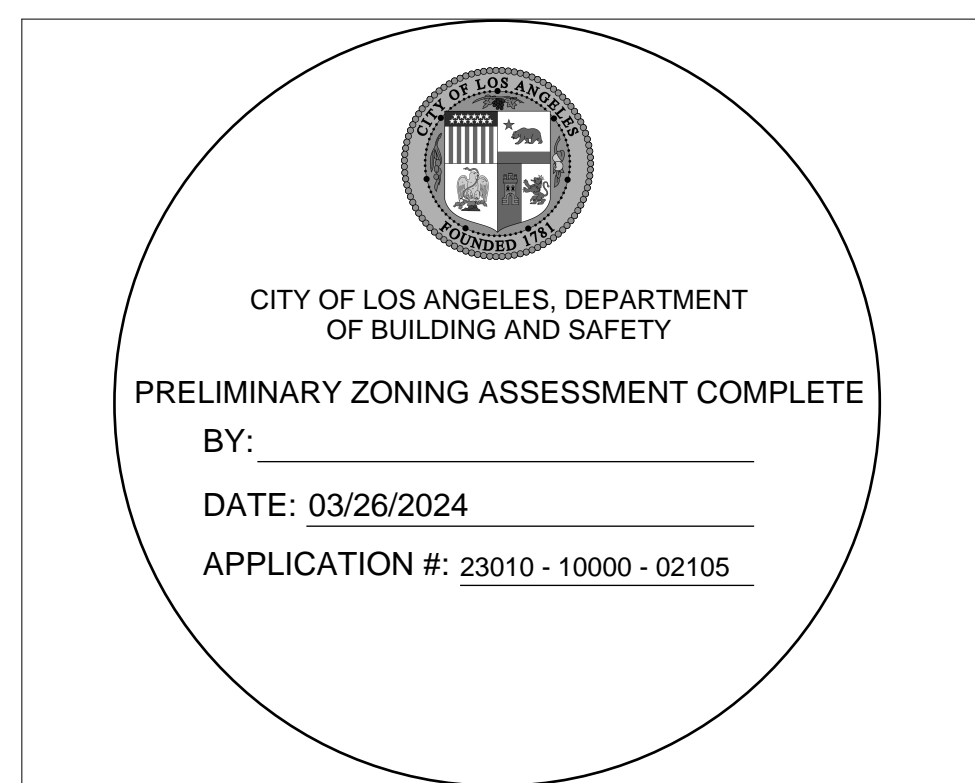 CITY OF LOS ANGELES
FOUNDED 1781
CITY OF LOS ANGELES, DEPARTMENT
OF BUILDING AND SAFETY
PRELIMINARY ZONING ASSESSMENT COMPLETE
BY:
DATE: 03/26/2024
APPLICATION #: 23010 - 10000 - 02105